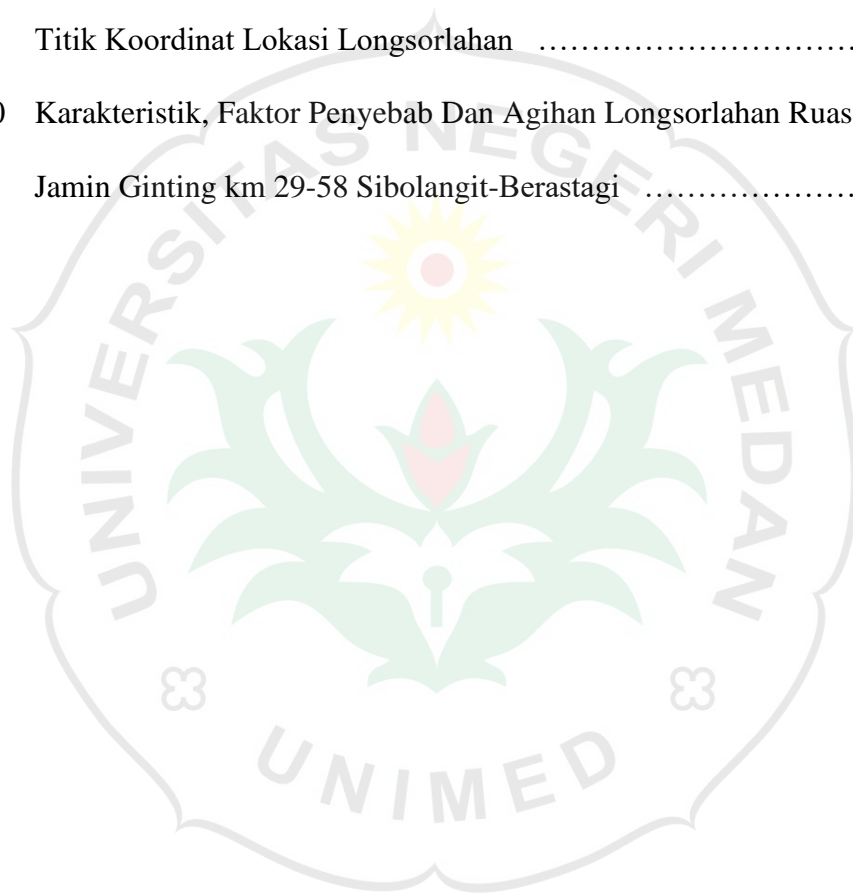 Titik Koordinat Lokasi Longsorlahan ……………………………
0 Karakteristik, Faktor Penyebab Dan Agihan Longsorlahan Ruas
Jamin Ginting km 29-58 Sibolangit-Berastagi …………………
UNIVERSITAS NEGERI MEDAN
UNIMED